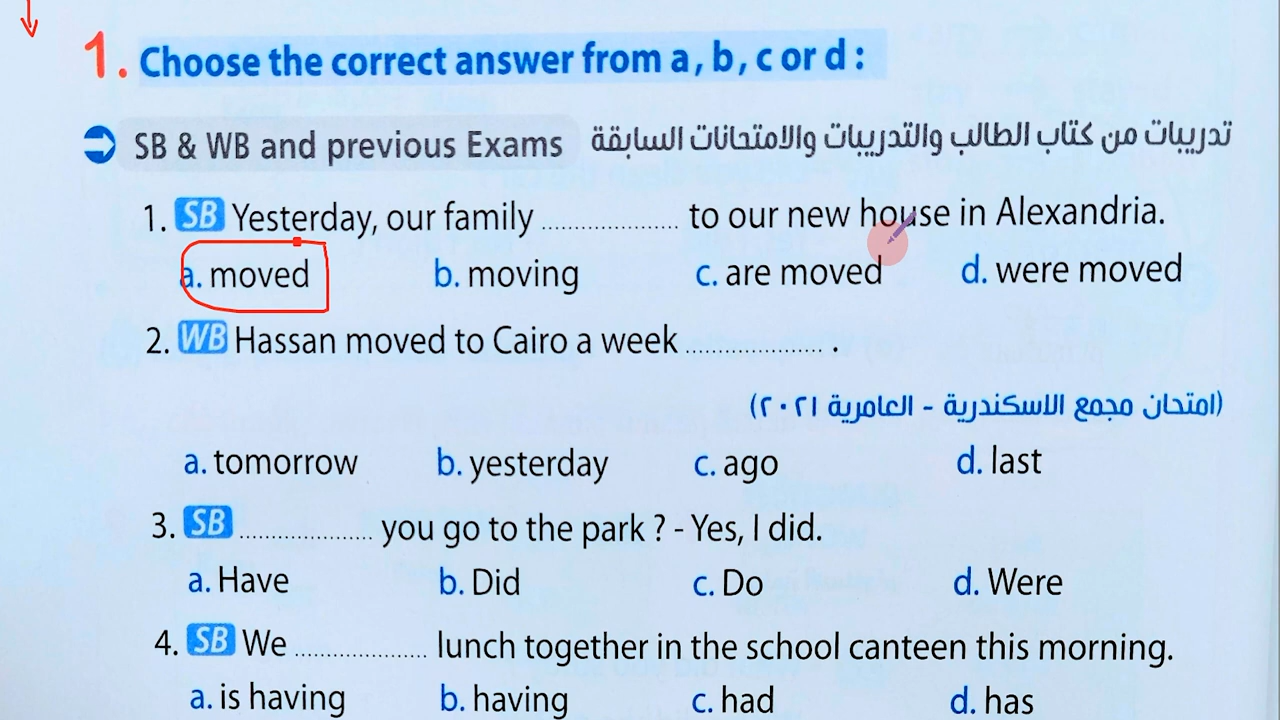 1. Choose the correct answer from a, b, c or d :
SB & WB and previous Exams تدريبات من كتاب الطالب والتدريبات والامتحانات السابقة
1. SB Yesterday, our family .................... to our new house in Alexandria.
a. moved b. moving c. are moved d. were moved
2. WB Hassan moved to Cairo a week .................... .
(امتحان مجمع الاسكندرية - العامرية ٢٠٢١)
a. tomorrow b. yesterday c. ago d. last
3. SB .................... you go to the park ? - Yes, I did.
a. Have b. Did c. Do d. Were
4. SB We .................... lunch together in the school canteen this morning.
a. is having b. having c. had d. has